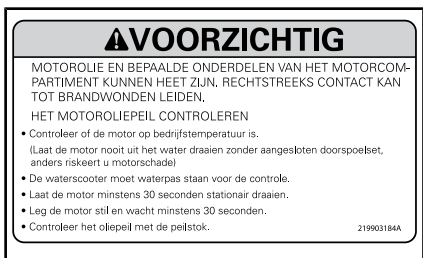 VOORZICHTIG
MOTOROLIE EN BEPAALDE ONDERDELEN VAN HET MOTORCOM-
PARTIMENT KUNNEN HEET ZIJN. RECHTSTREEKS CONTACT KAN
TOT BRANDWONDEN LEIDEN.
HET MOTOROLIEPEIL CONTROLEREN
• Controleer of de motor op bedrijfstemperatuur is.
(Laat de motor nooit uit het water draaien zonder aangesloten doorspoelset,
anders riskeert u motorschade)
• De waterscooter moet waterpas staan voor de controle.
• Laat de motor minstens 30 seconden stationair draaien.
• Leg de motor stil en wacht minstens 30 seconden.
• Controleer het oliepeil met de peilstok. 219903184A